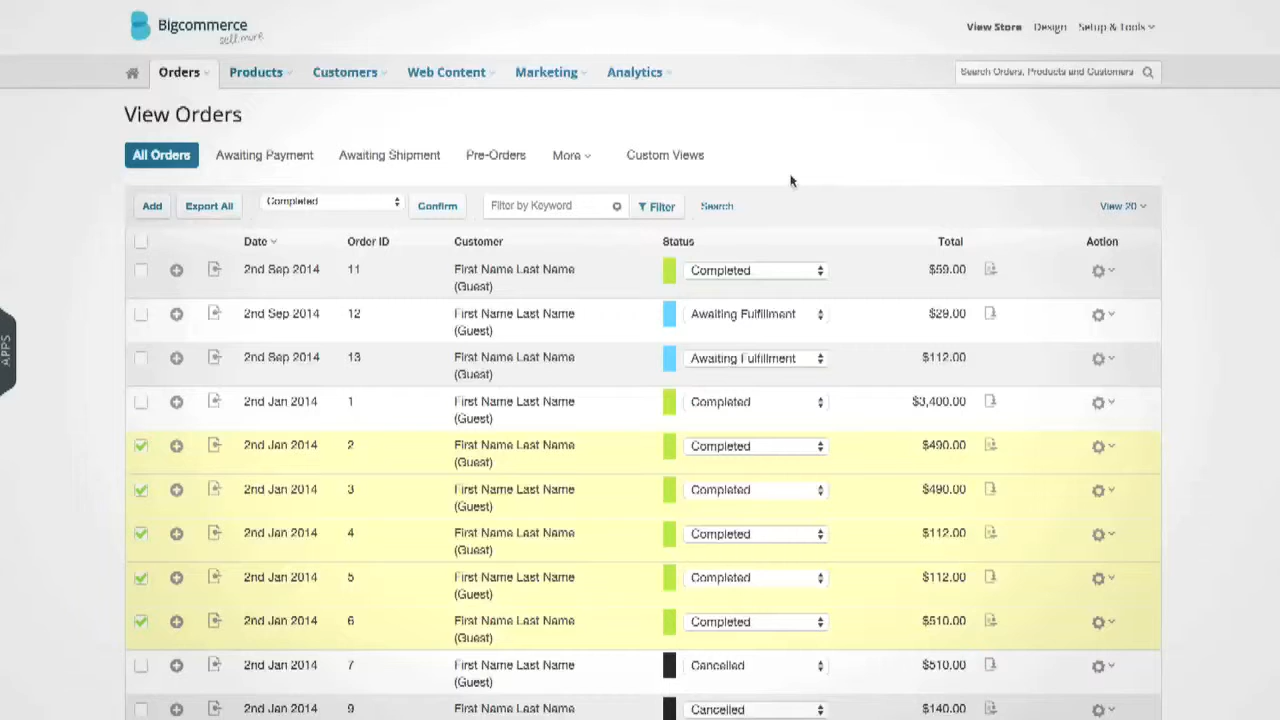 Bigcommerce
sell more
View Store Design Setup & Tools
Orders Products Customers Web Content Marketing Analytics Search Orders, Products and Customers
View Orders
All Orders Awaiting Payment Awaiting Shipment Pre-Orders More Custom Views
Add Export All Completed Confirm Filter by Keyword Filter Search View 20
Date Order ID Customer Status Total Action
2nd Sep 2014 11 First Name Last Name Completed $59.00
(Guest)
2nd Sep 2014 12 First Name Last Name Awaiting Fulfillment $29.00
(Guest)
2nd Sep 2014 13 First Name Last Name Awaiting Fulfillment $112.00
(Guest)
2nd Jan 2014 1 First Name Last Name Completed $3,400.00
(Guest)
2nd Jan 2014 2 First Name Last Name Completed $490.00
(Guest)
2nd Jan 2014 3 First Name Last Name Completed $490.00
(Guest)
2nd Jan 2014 4 First Name Last Name Completed $112.00
(Guest)
2nd Jan 2014 5 First Name Last Name Completed $112.00
(Guest)
2nd Jan 2014 6 First Name Last Name Completed $510.00
(Guest)
2nd Jan 2014 7 First Name Last Name Cancelled $510.00
(Guest)
2nd Jan 2014 9 First Name Last Name Cancelled $140.00
APPS